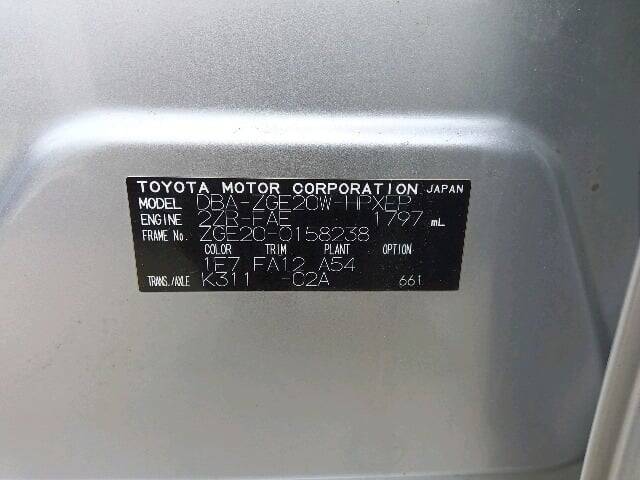 TOYOTA MOTOR CORPORATION JAPAN
MODEL DBA-ZGE20W-HPXEP
ENGINE 2ZR-FAE 1797 mL
FRAME No. ZGE20-0158238
COLOR TRIM PLANT OPTION
1E7 FA12 A54
TRANS./AXLE K311 -02A 661